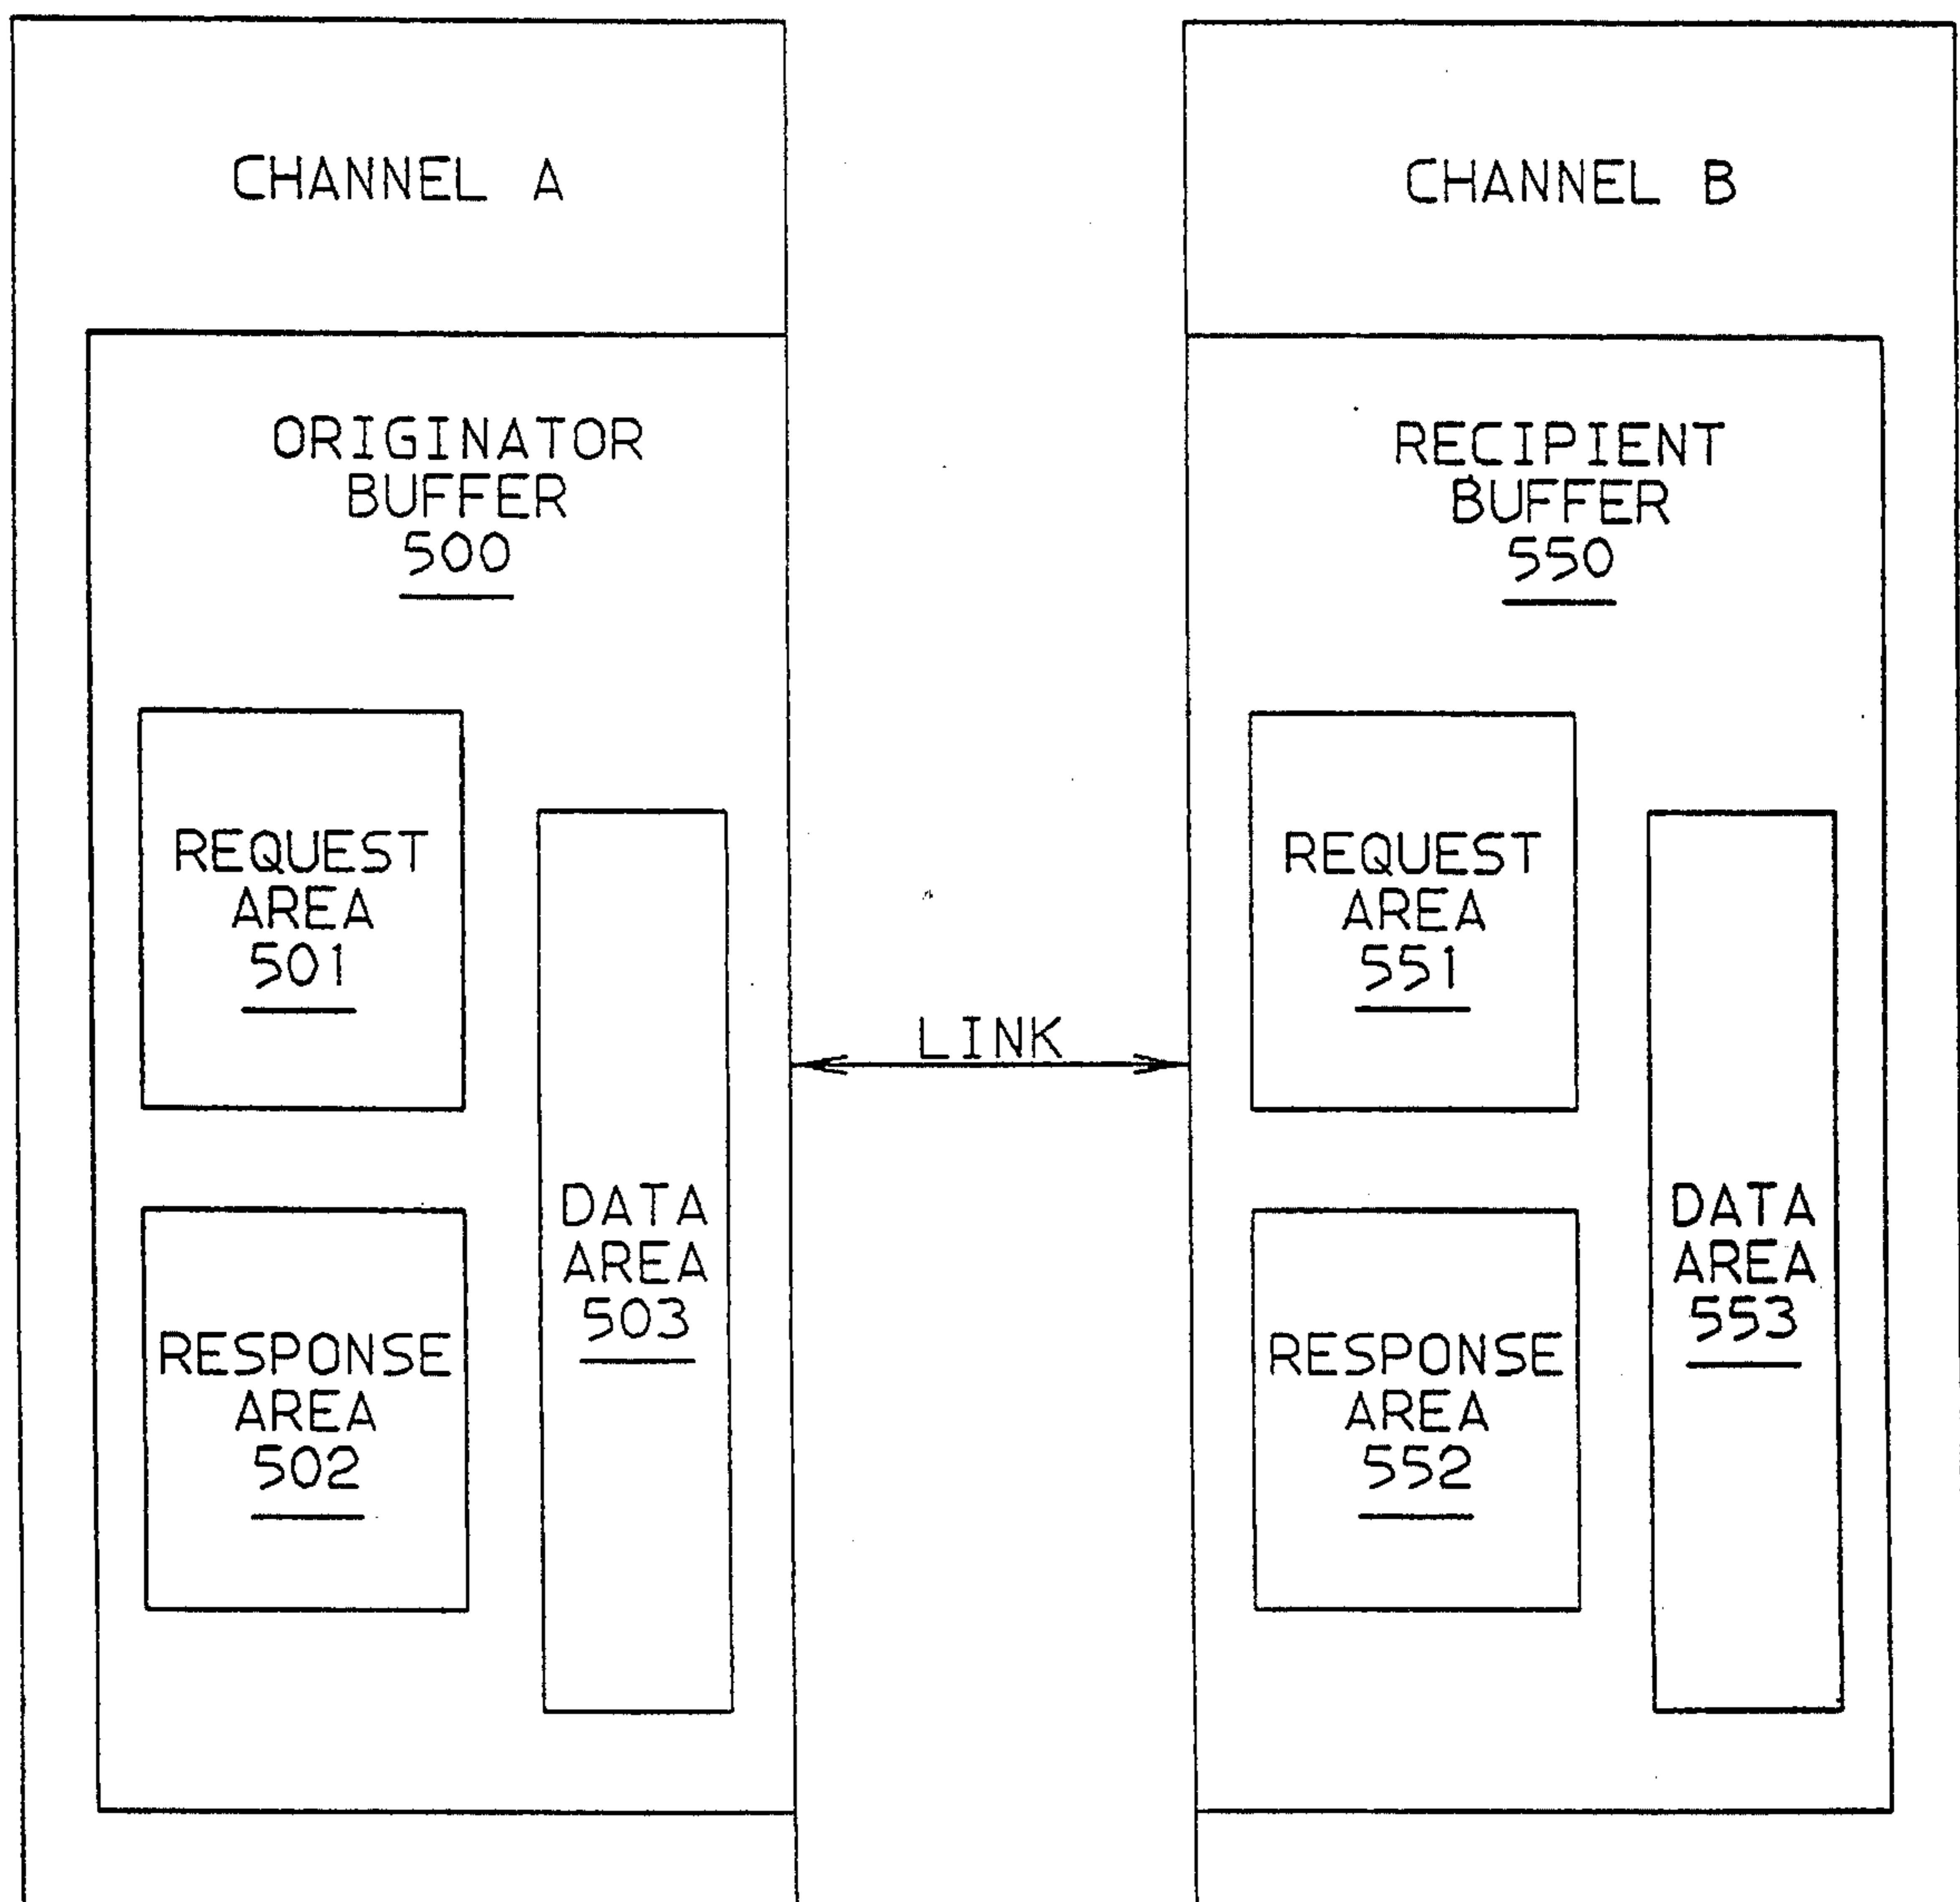 CHANNEL A
ORIGINATOR
BUFFER
500
REQUEST
AREA
501
RESPONSE
AREA
502
DATA
AREA
503
LINK
CHANNEL B
RECIPIENT
BUFFER
550
REQUEST
AREA
551
RESPONSE
AREA
552
DATA
AREA
553